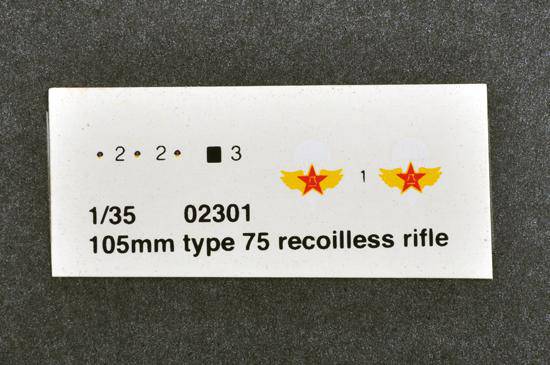 2 2 3
1
1/35 02301
105mm type 75 recoilless rifle